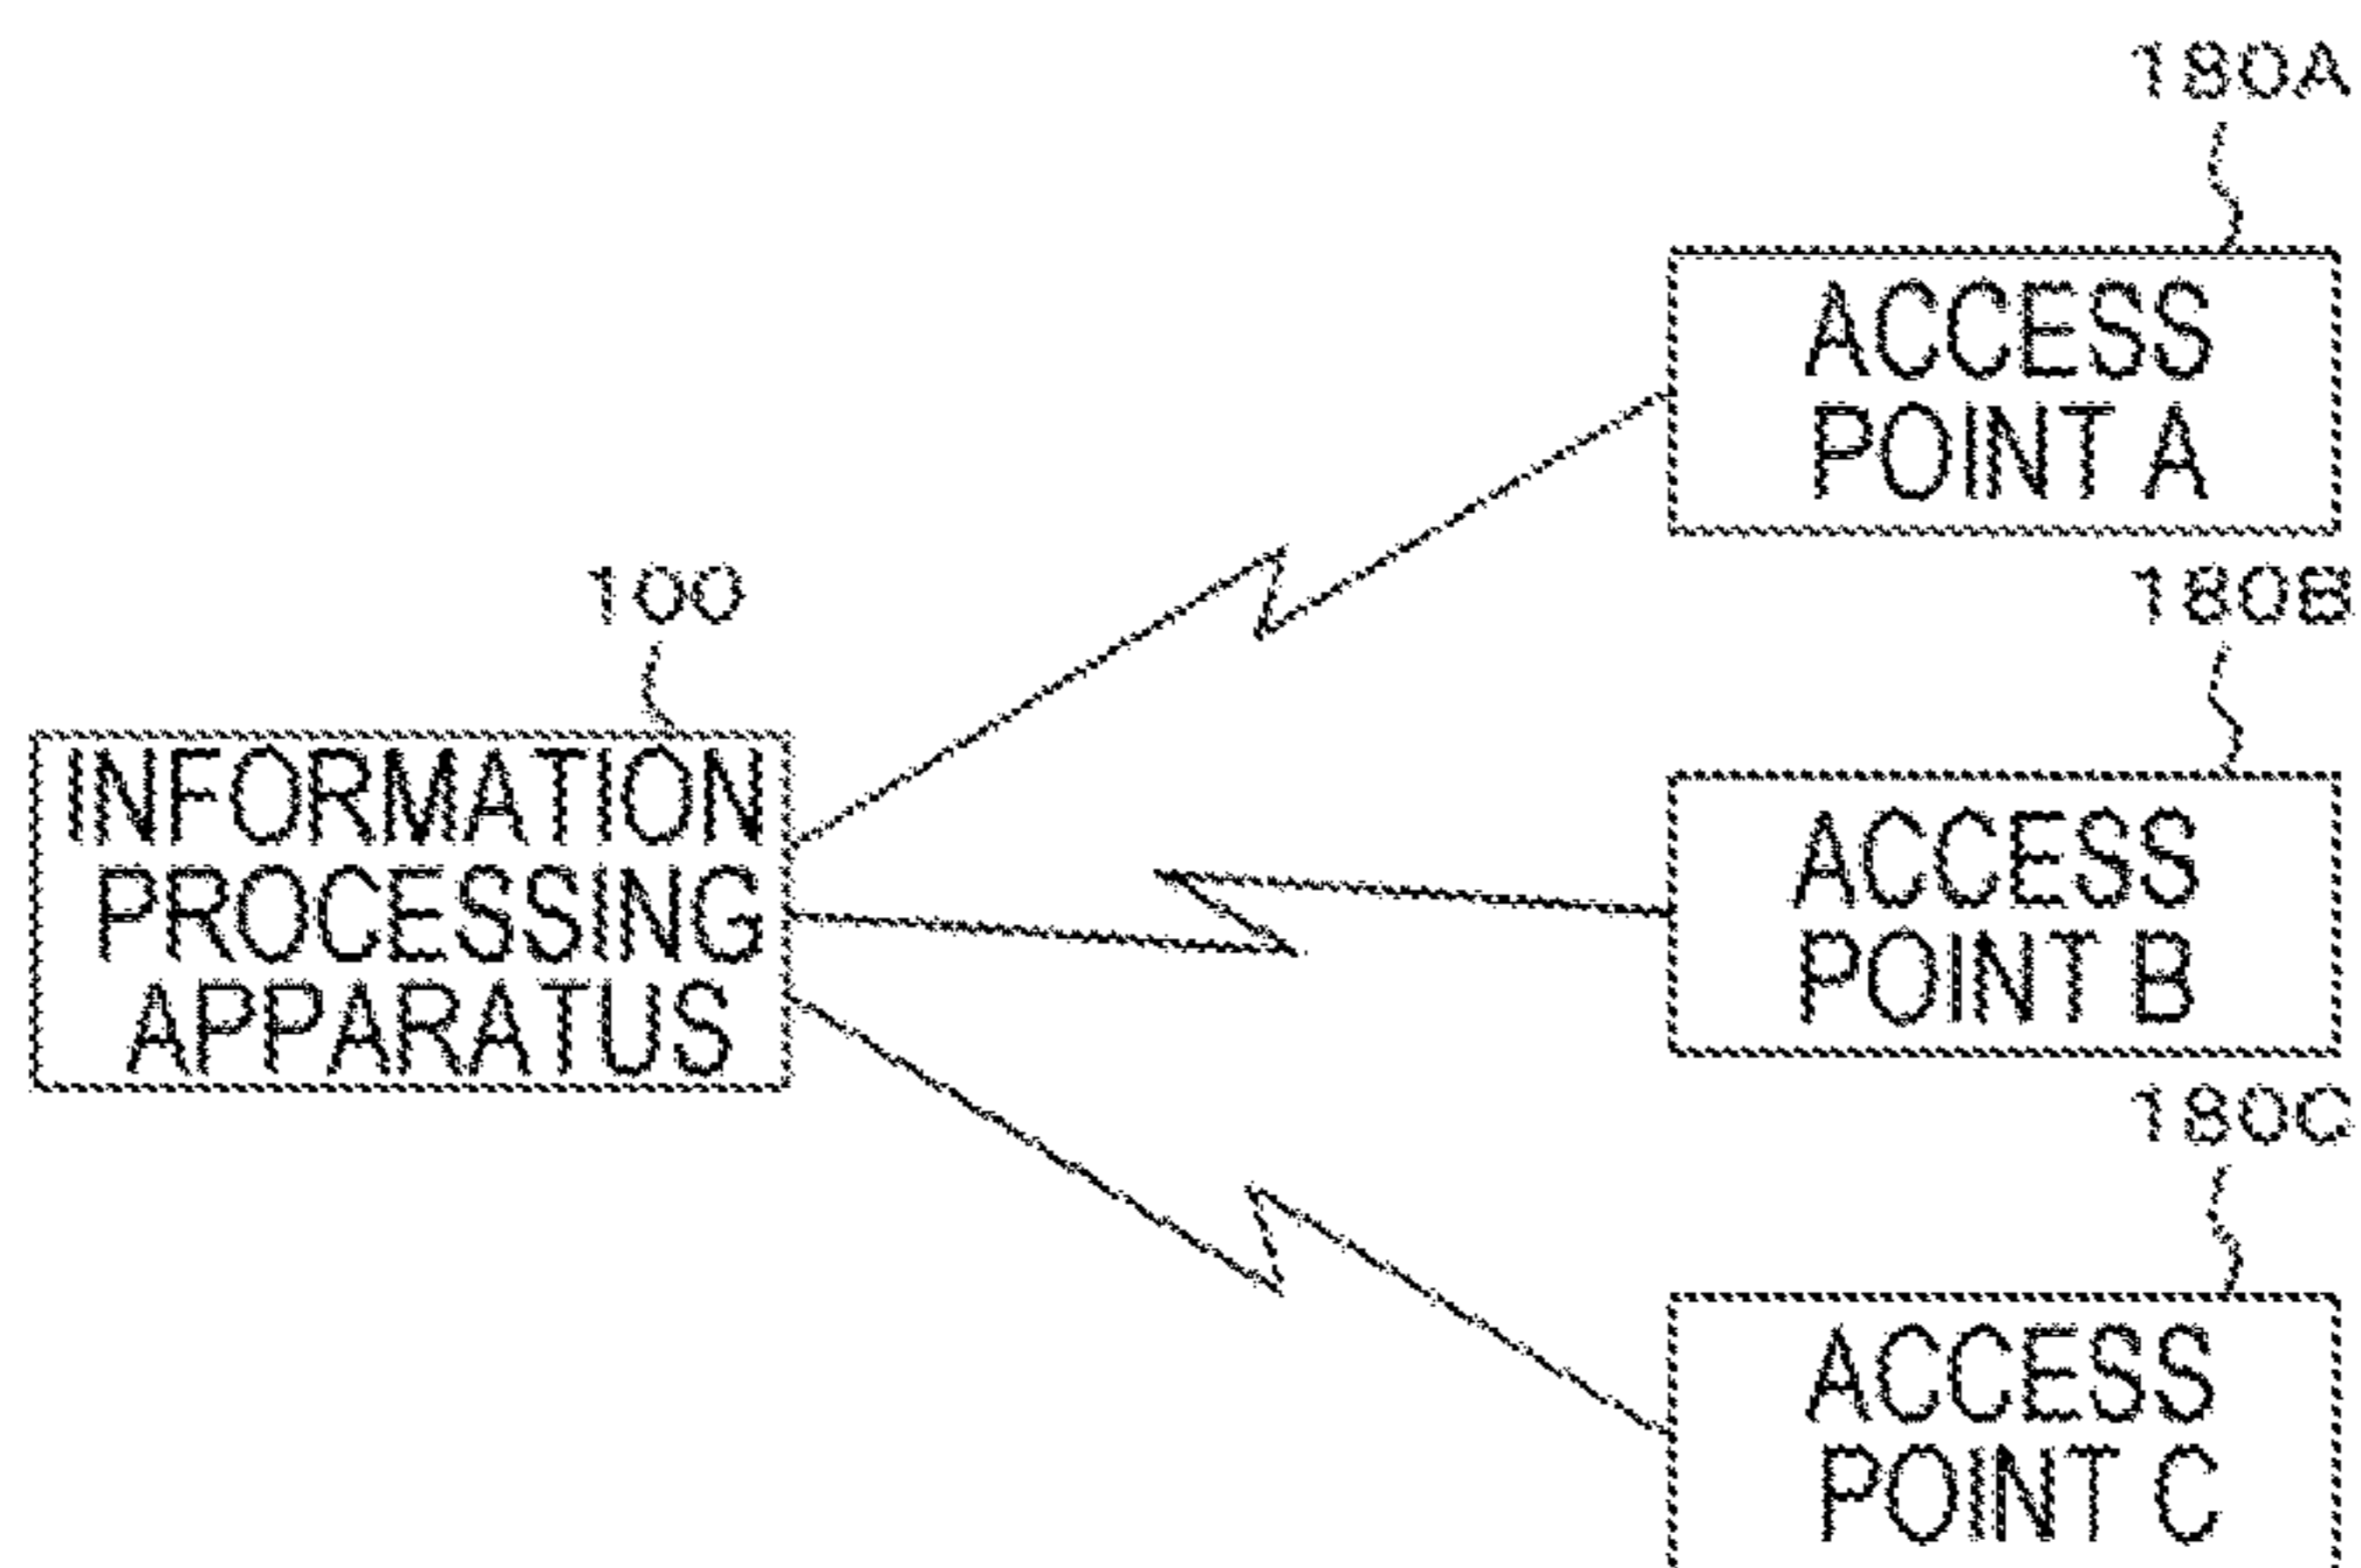 180A
ACCESS
POINT A
100
180B
INFORMATION
PROCESSING
APPARATUS
ACCESS
POINT B
180C
ACCESS
POINT C